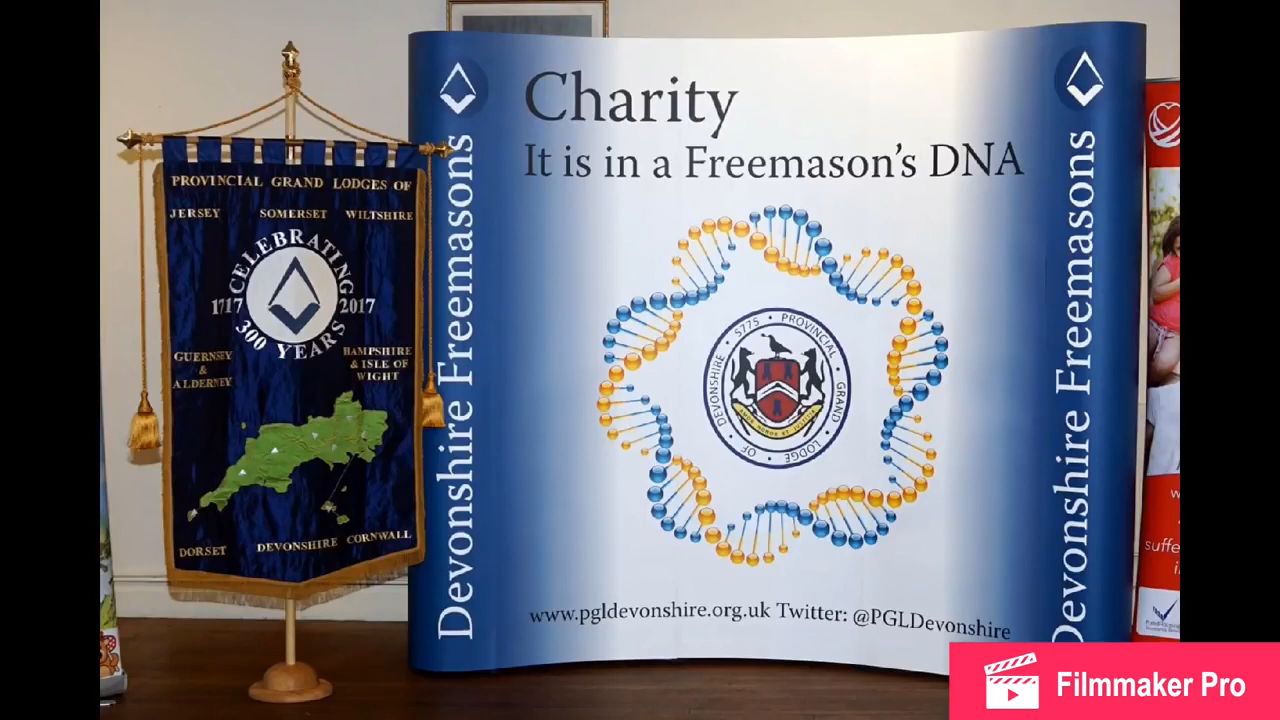 PROVINCIAL GRAND LODGES OF
JERSEY SOMERSET WILTSHIRE
CELEBRATING
1717 2017
300 YEARS
GUERNSEY
&
ALDERNEY
HAMPSHIRE
& ISLE OF
WIGHT
DORSET DEVONSHIRE CORNWALL
Devonshire Freemasons
Charity
It is in a Freemason's DNA
5775 • PROVINCIAL • GRAND • LODGE • OF • DEVONSHIRE
www.pgldevonshire.org.uk Twitter: @PGLDevonshire
Devonshire Freemasons
w
suffe
i
Filmmaker Pro